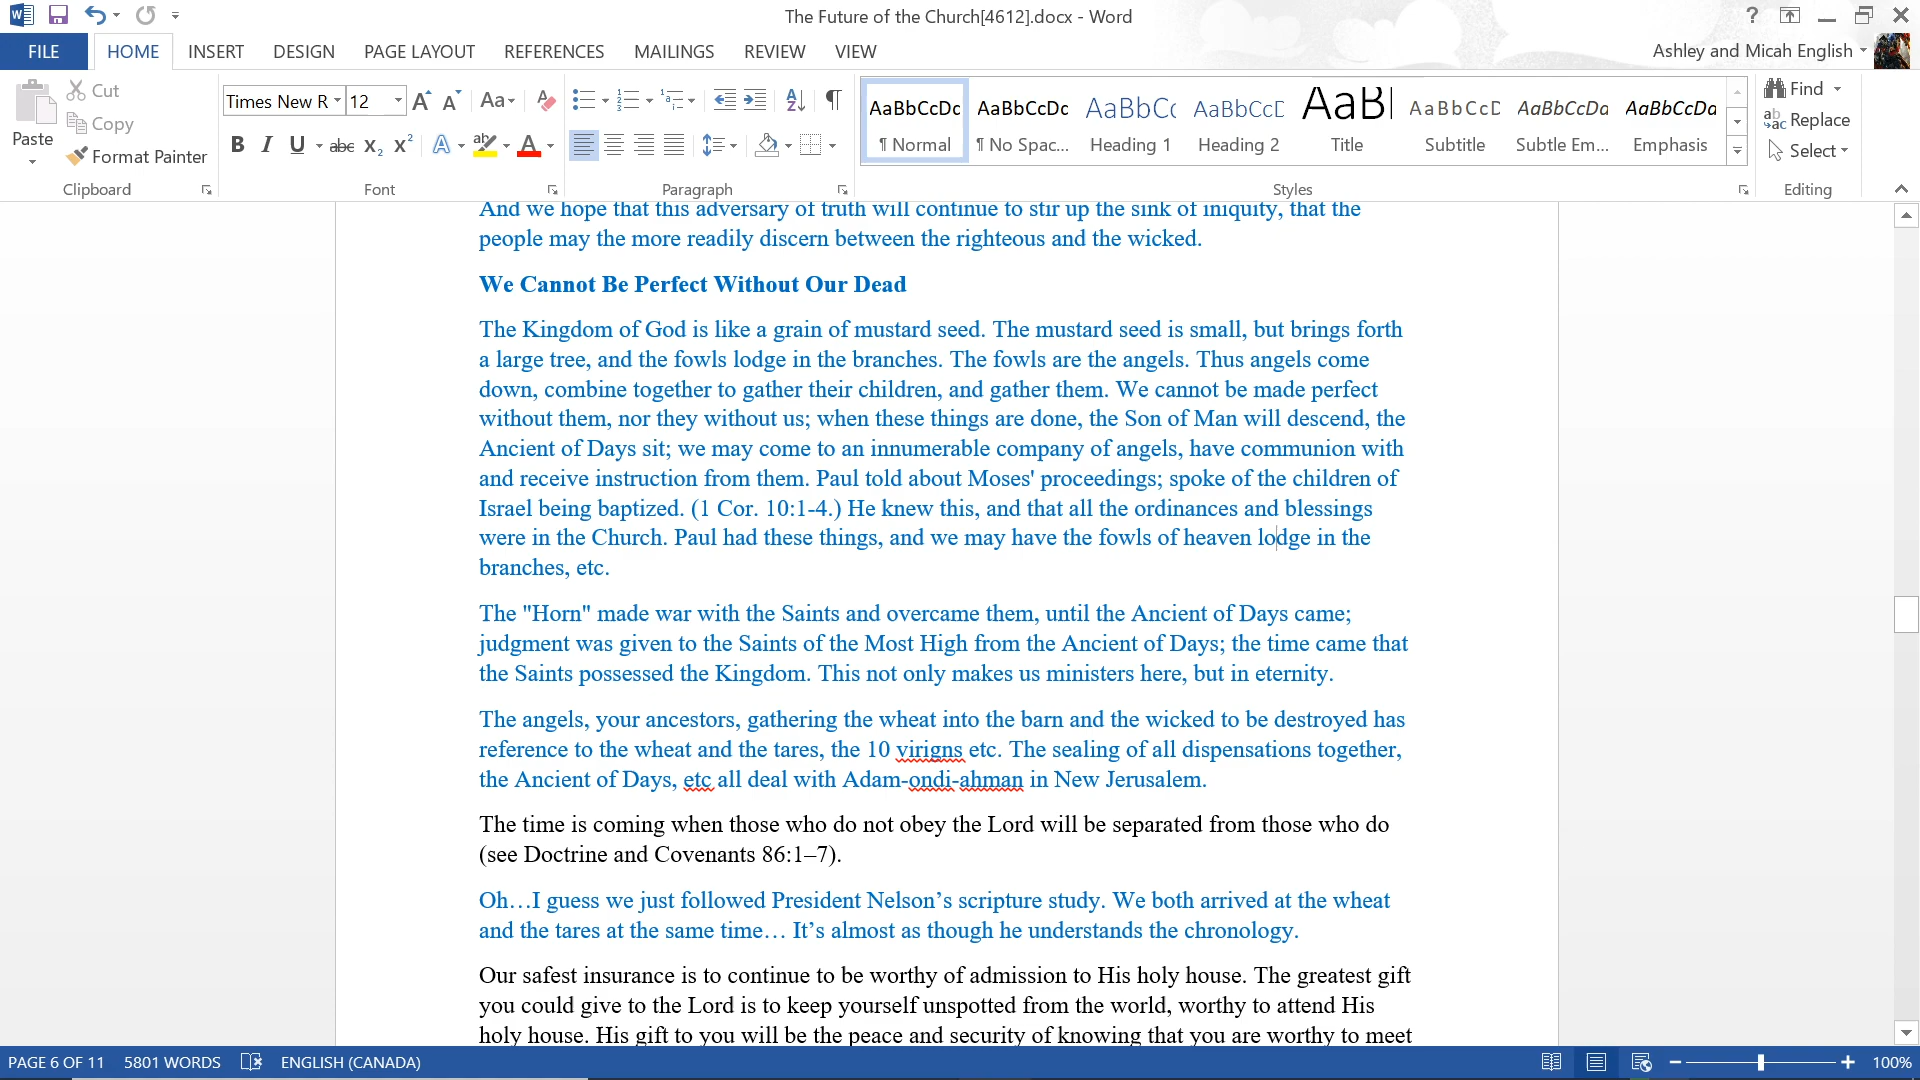 The Future of the Church[4612].docx - Word
?
FILE HOME INSERT DESIGN PAGE LAYOUT REFERENCES MAILINGS REVIEW VIEW
Ashley and Micah English
Paste
Cut
Copy
Format Painter
Clipboard
Times New R 12
Font
Paragraph
AaBbCcDc AaBbCcDc AaBbCc AaBbCcC AaBl AaBbCcD AaBbCcDa AaBbCcDa
¶ Normal ¶ No Spac... Heading 1 Heading 2 Title Subtitle Subtle Em... Emphasis
Styles
Find
Replace
Select
Editing
And we hope that this adversary of truth will continue to stir up the sink of iniquity, that the
people may the more readily discern between the righteous and the wicked.
We Cannot Be Perfect Without Our Dead
The Kingdom of God is like a grain of mustard seed. The mustard seed is small, but brings forth
a large tree, and the fowls lodge in the branches. The fowls are the angels. Thus angels come
down, combine together to gather their children, and gather them. We cannot be made perfect
without them, nor they without us; when these things are done, the Son of Man will descend, the
Ancient of Days sit; we may come to an innumerable company of angels, have communion with
and receive instruction from them. Paul told about Moses' proceedings; spoke of the children of
Israel being baptized. (1 Cor. 10:1-4.) He knew this, and that all the ordinances and blessings
were in the Church. Paul had these things, and we may have the fowls of heaven lodge in the
branches, etc.
The "Horn" made war with the Saints and overcame them, until the Ancient of Days came;
judgment was given to the Saints of the Most High from the Ancient of Days; the time came that
the Saints possessed the Kingdom. This not only makes us ministers here, but in eternity.
The angels, your ancestors, gathering the wheat into the barn and the wicked to be destroyed has
reference to the wheat and the tares, the 10 virigns etc. The sealing of all dispensations together,
the Ancient of Days, etc all deal with Adam-ondi-ahman in New Jerusalem.
The time is coming when those who do not obey the Lord will be separated from those who do
(see Doctrine and Covenants 86:1–7).
Oh…I guess we just followed President Nelson’s scripture study. We both arrived at the wheat
and the tares at the same time… It’s almost as though he understands the chronology.
Our safest insurance is to continue to be worthy of admission to His holy house. The greatest gift
you could give to the Lord is to keep yourself unspotted from the world, worthy to attend His
holy house. His gift to you will be the peace and security of knowing that you are worthy to meet
PAGE 6 OF 11 5801 WORDS ENGLISH (CANADA) 100%